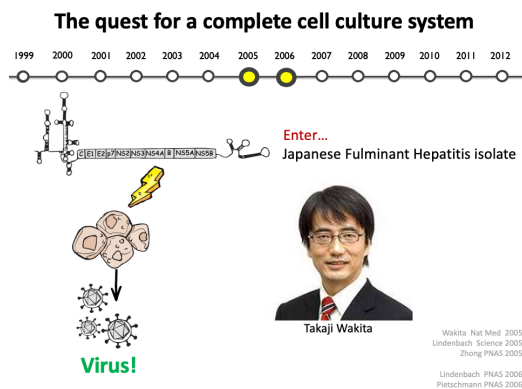 The quest for a complete cell culture system
1999 2000 2001 2002 2003 2004 2005 2006 2007 2008 2009 2010 2011 2012
C E1 E2 p7 NS2 NS3 NS4A B NS5A NS5B
Enter...
Japanese Fulminant Hepatitis isolate
Takaji Wakita
Virus!
Wakita Nat Med 2005
Lindenbach Science 2005
Zhong PNAS 2005
Lindenbach PNAS 2006
Pietschmann PNAS 2006